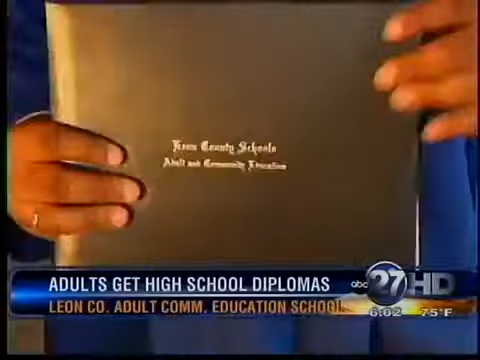 Leon County Schools
Adult and Community Education
ADULTS GET HIGH SCHOOL DIPLOMAS
LEON CO. ADULT COMM. EDUCATION SCHOOL
abc 27 HD
6:02 75°F